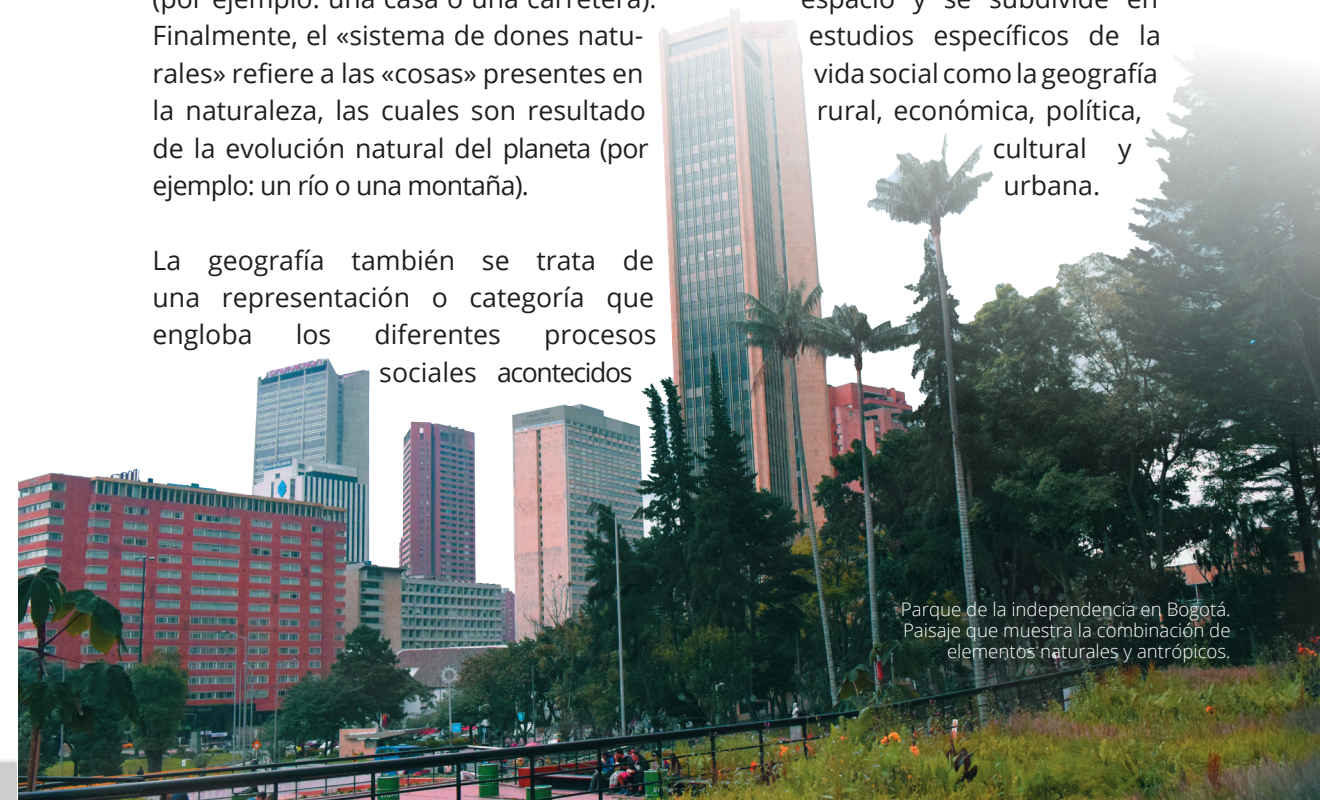 (por ejemplo: una casa o una carretera).
Finalmente, el «sistema de dones natu-
rales» refiere a las «cosas» presentes en
la naturaleza, las cuales son resultado
de la evolución natural del planeta (por
ejemplo: un río o una montaña).
La geografía también se trata de
una representación o categoría que
engloba los diferentes procesos
sociales acontecidos
espacio y se subdivide en
estudios específicos de la
vida social como la geografía
rural, económica, política,
cultural y
urbana.
Parque de la independencia en Bogotá.
Paisaje que muestra la combinación de
elementos naturales y antrópicos.